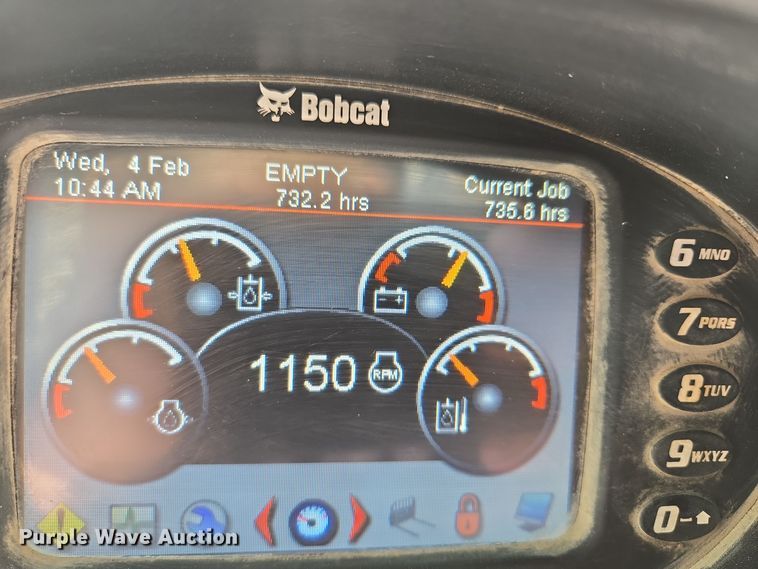 Bobcat
Wed, 4 Feb
10:44 AM
EMPTY
732.2 hrs
Current Job
735.6 hrs
1150 RPM
6 MNO
7 PQRS
8 TUV
9 WXYZ
0
Purple Wave Auction